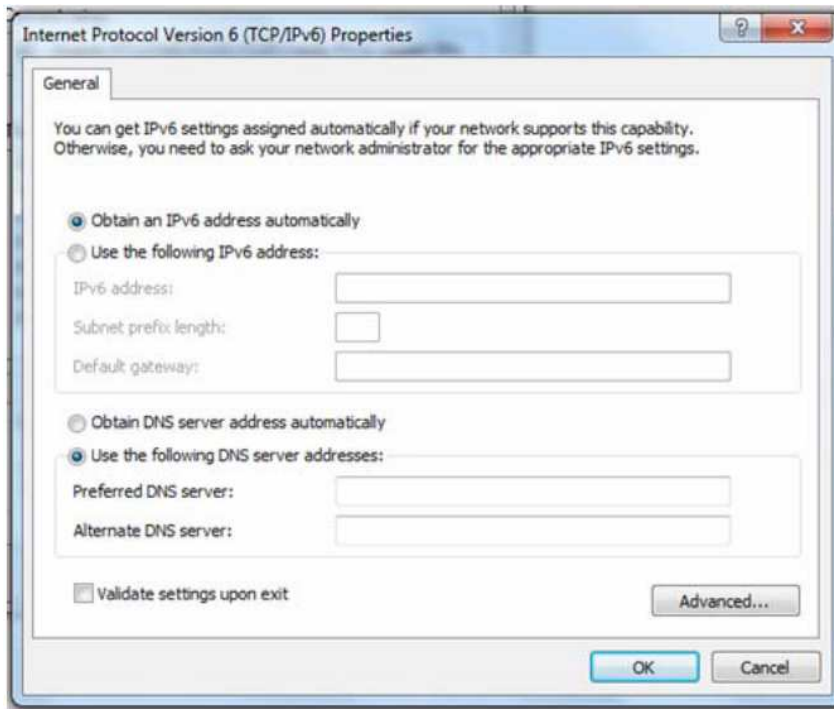 Internet Protocol Version 6 (TCP/IPv6) Properties
General
You can get IPv6 settings assigned automatically if your network supports this capability.
Otherwise, you need to ask your network administrator for the appropriate IPv6 settings.
Obtain an IPv6 address automatically
Use the following IPv6 address:
IPv6 address:
Subnet prefix length:
Default gateway:
Obtain DNS server address automatically
Use the following DNS server addresses:
Preferred DNS server:
Alternate DNS server:
Validate settings upon exit
Advanced...
OK Cancel